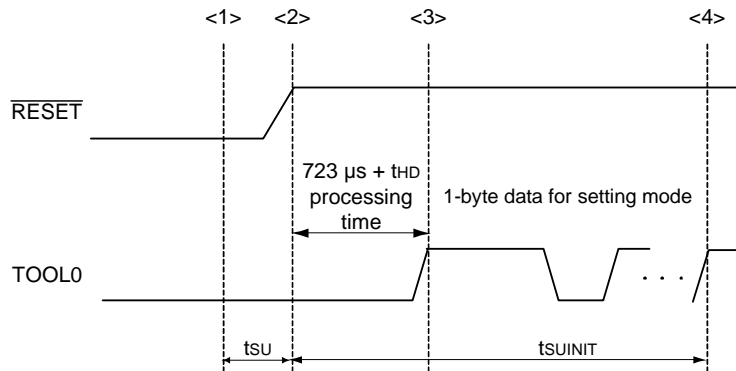 <1> <2> <3> <4>
RESET
723 µs + tHD
processing
time
1-byte data for setting mode
TOOL0
. . .
tSU
tSUINIT